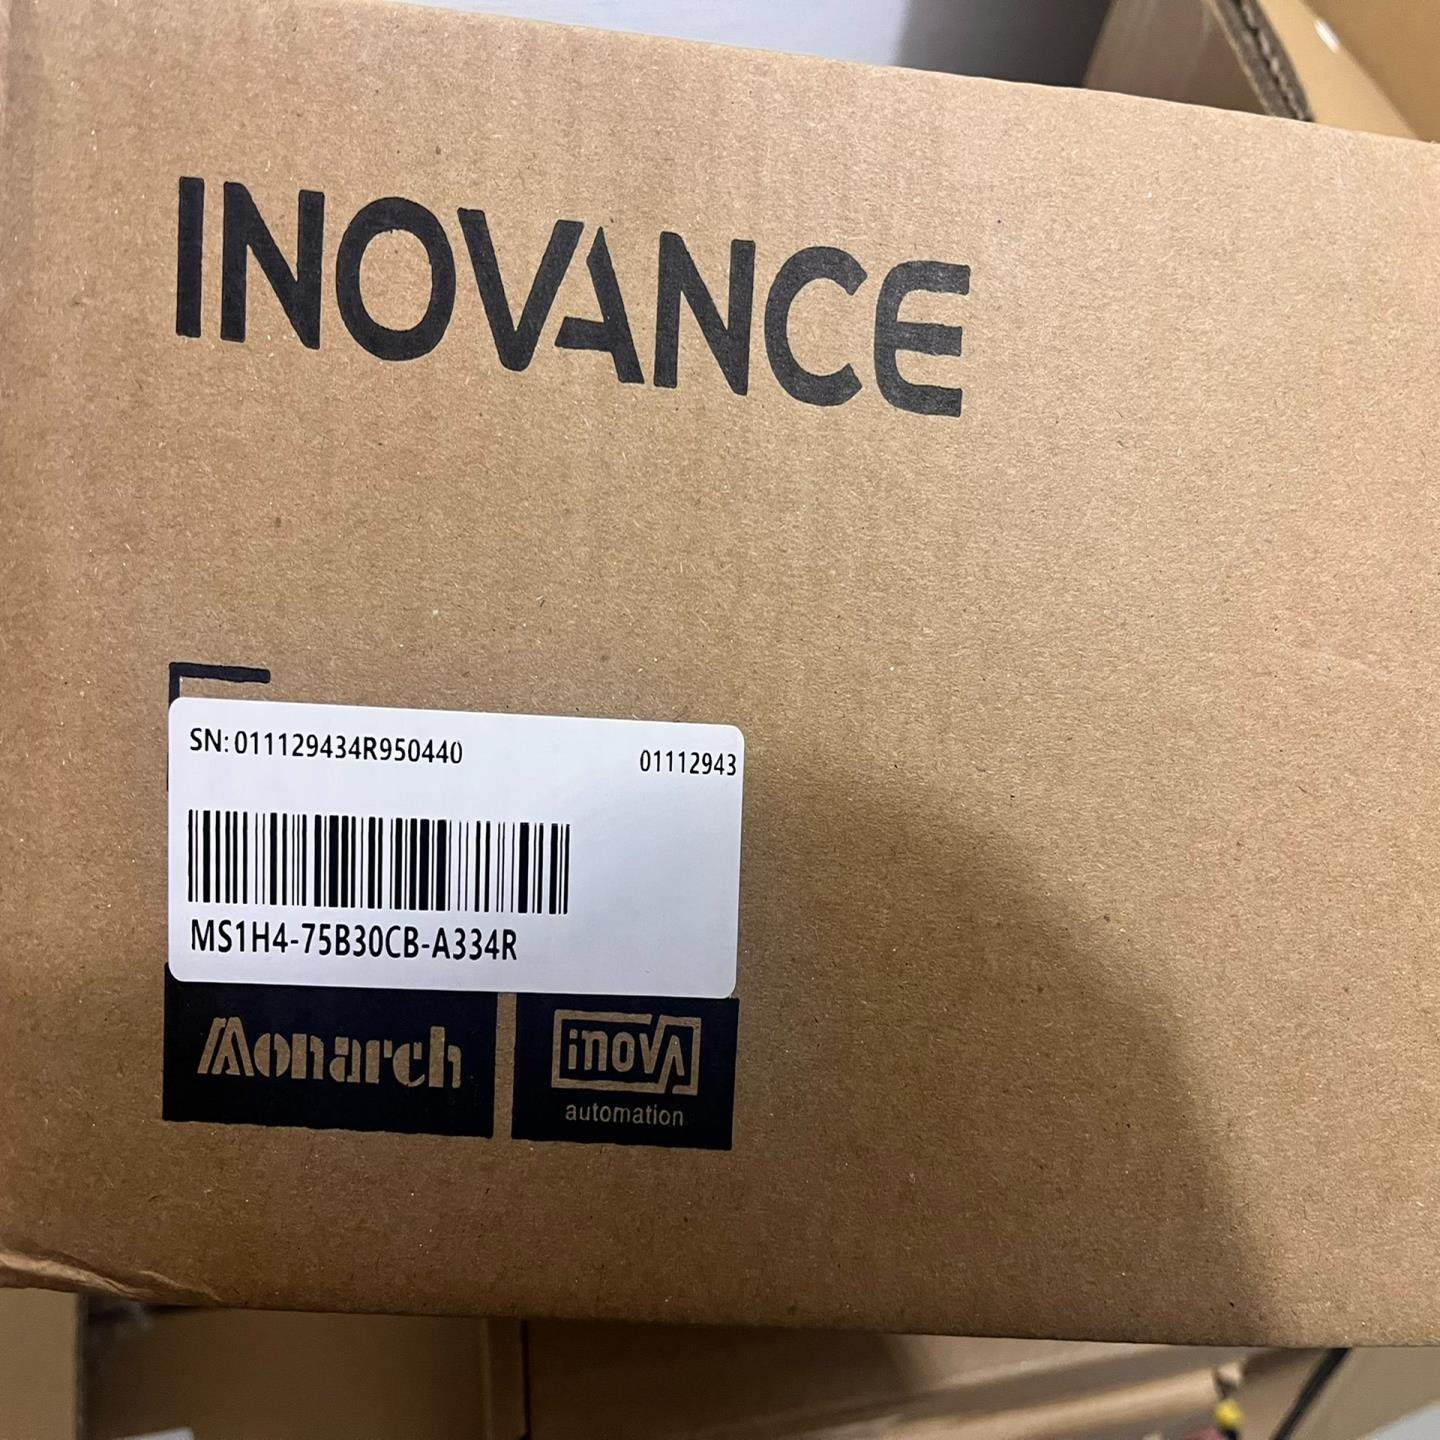 INOVANCE
SN: 011129434R950440 01112943
MS1H4-75B30CB-A334R
Monarch
inova
automation